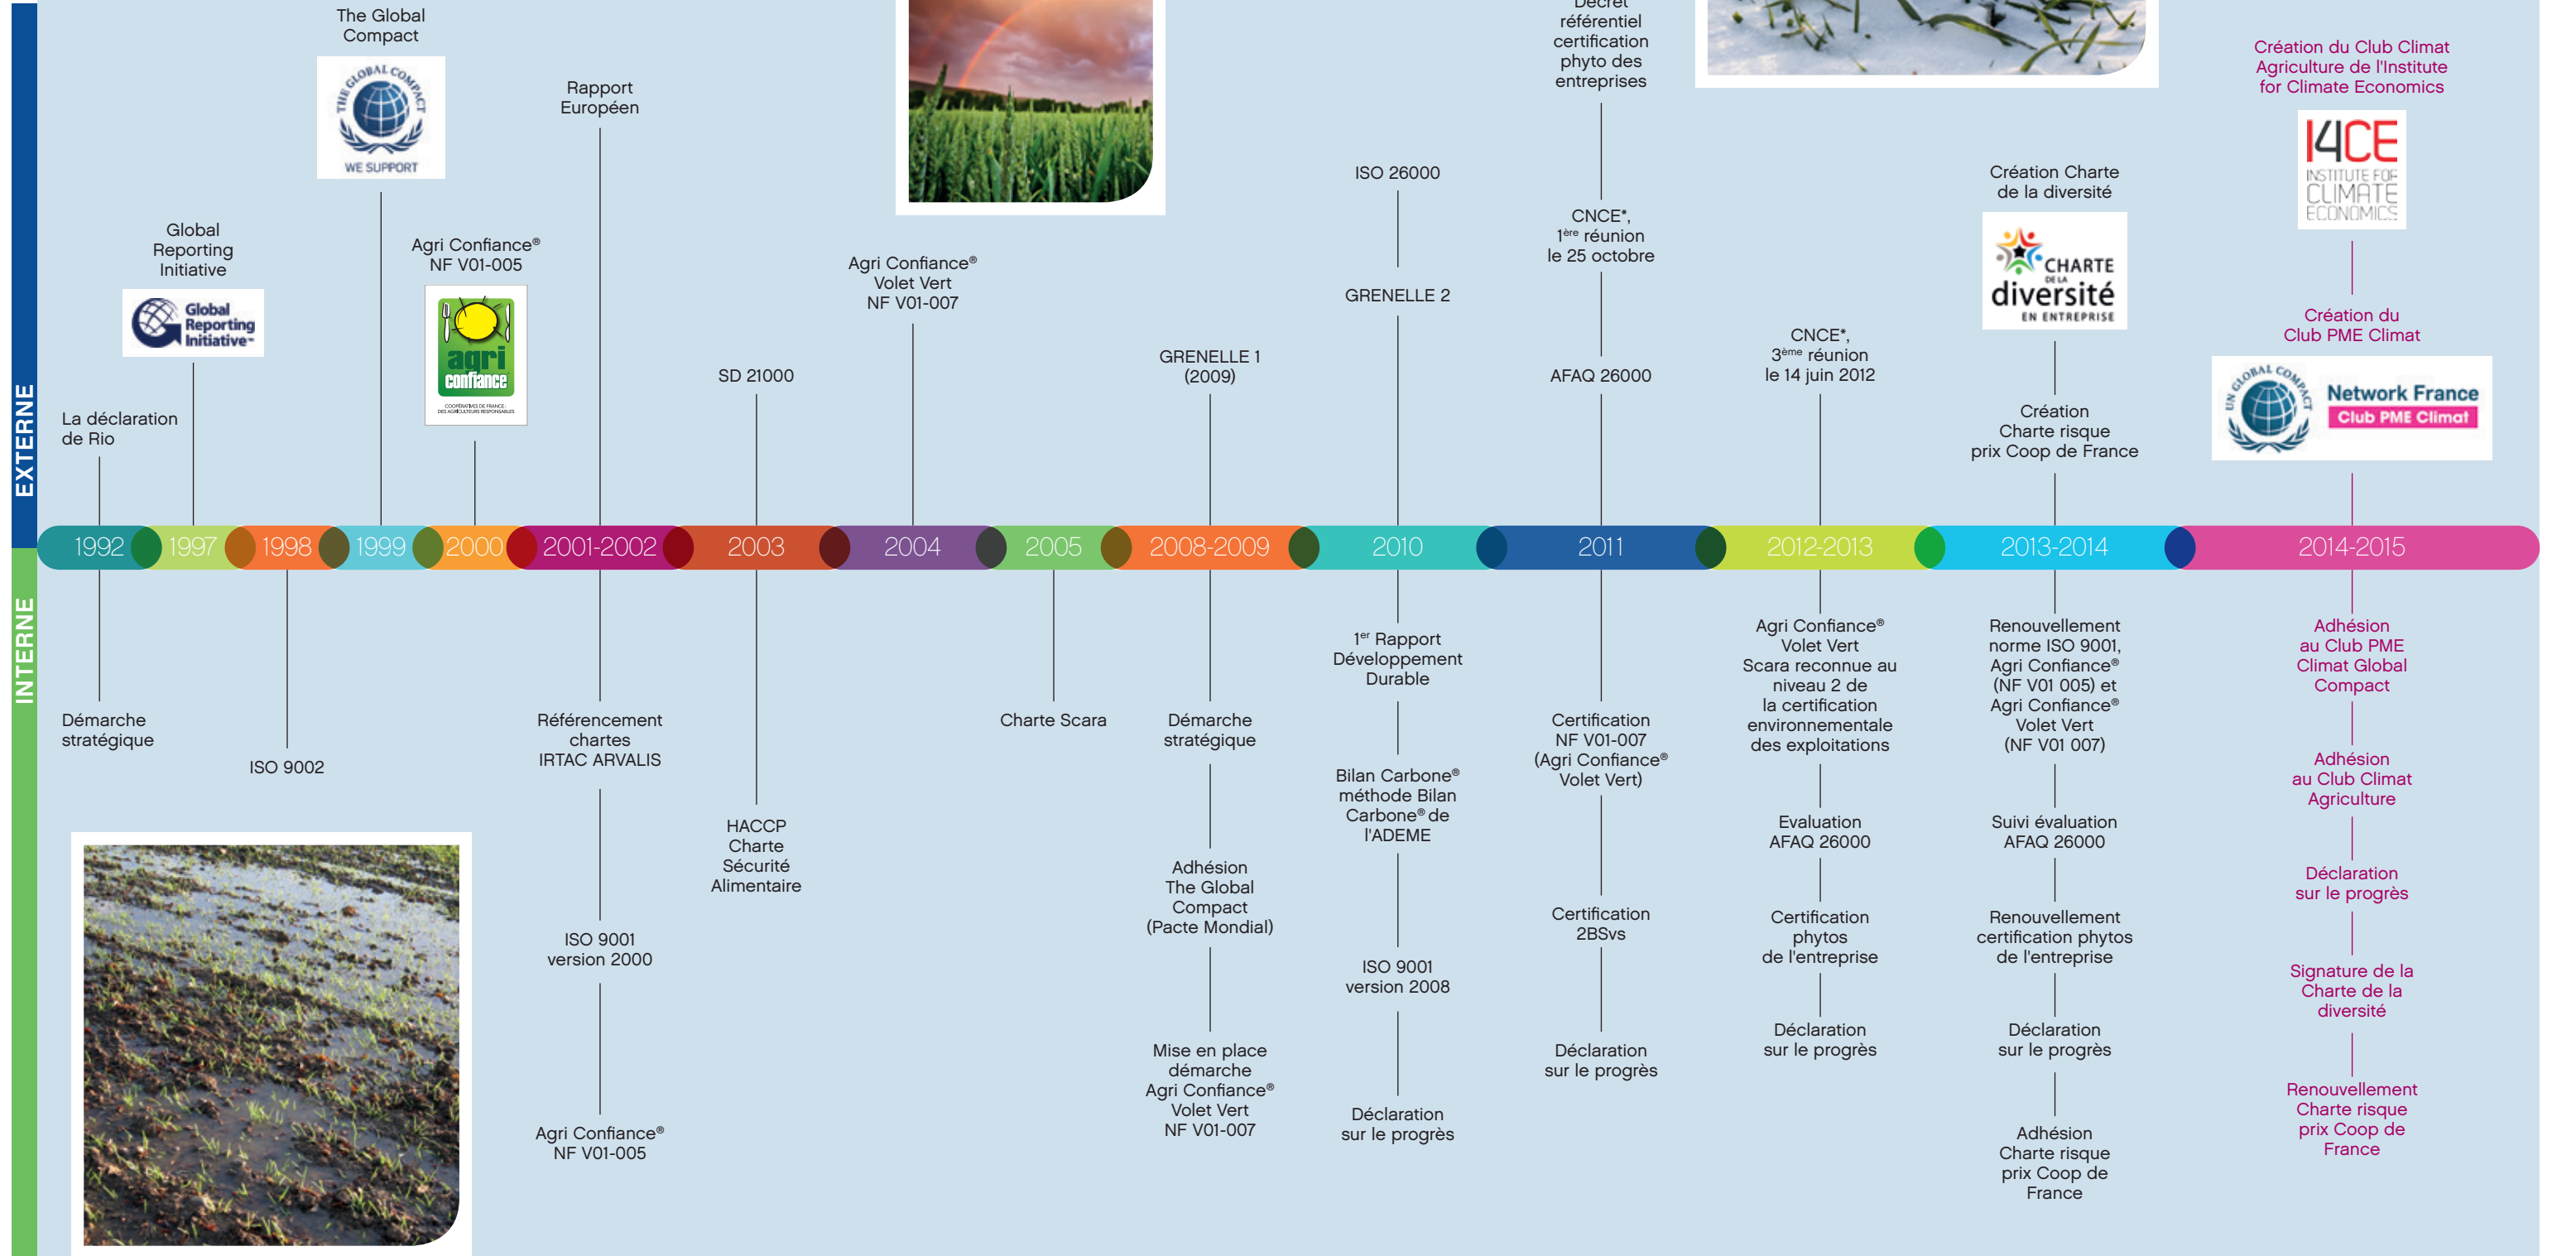 The Global
Compact
THE GLOBAL COMPACT
WE SUPPORT
Global
Reporting
Initiative
Global
Reporting
Initiative™
Agri Confiance®
NF V01-005
agri
confiance
COOPÉRATIVES DE FRANCE :
DES AGRICULTEURS RESPONSABLES
Rapport
Européen
La déclaration
de Rio
SD 21000
Agri Confiance®
Volet Vert
NF V01-007
GRENELLE 1
(2009)
ISO 26000
GRENELLE 2
Décret
référentiel
certification
phyto des
entreprises
CNCE*,
1ère réunion
le 25 octobre
AFAQ 26000
CNCE*,
3ème réunion
le 14 juin 2012
Création Charte
de la diversité
CHARTE
DE LA
diversité
EN ENTREPRISE
Création
Charte risque
prix Coop de France
Création du Club Climat
Agriculture de l'Institute
for Climate Economics
I4CE
INSTITUTE FOR
CLIMATE
ECONOMICS
Création du
Club PME Climat
UN GLOBAL COMPACT
Network France
Club PME Climat
EXTERNE
1992
1997
1998
1999
2000
2001-2002
2003
2004
2005
2008-2009
2010
2011
2012-2013
2013-2014
2014-2015
INTERNE
Démarche
stratégique
ISO 9002
Référencement
chartes
IRTAC ARVALIS
ISO 9001
version 2000
Agri Confiance®
NF V01-005
HACCP
Charte
Sécurité
Alimentaire
Charte Scara
Démarche
stratégique
Adhésion
The Global
Compact
(Pacte Mondial)
Mise en place
démarche
Agri Confiance®
Volet Vert
NF V01-007
1er Rapport
Développement
Durable
Bilan Carbone®
méthode Bilan
Carbone® de
l'ADEME
ISO 9001
version 2008
Déclaration
sur le progrès
Certification
NF V01-007
(Agri Confiance®
Volet Vert)
Certification
2BSvs
Déclaration
sur le progrès
Agri Confiance®
Volet Vert
Scara reconnue au
niveau 2 de
la certification
environnementale
des exploitations
Evaluation
AFAQ 26000
Certification
phytos
de l'entreprise
Déclaration
sur le progrès
Renouvellement
norme ISO 9001,
Agri Confiance®
(NF V01 005) et
Agri Confiance®
Volet Vert
(NF V01 007)
Suivi évaluation
AFAQ 26000
Renouvellement
certification phytos
de l'entreprise
Déclaration
sur le progrès
Adhésion
Charte risque
prix Coop de
France
Adhésion
au Club PME
Climat Global
Compact
Adhésion
au Club Climat
Agriculture
Déclaration
sur le progrès
Signature de la
Charte de la
diversité
Renouvellement
Charte risque
prix Coop de
France